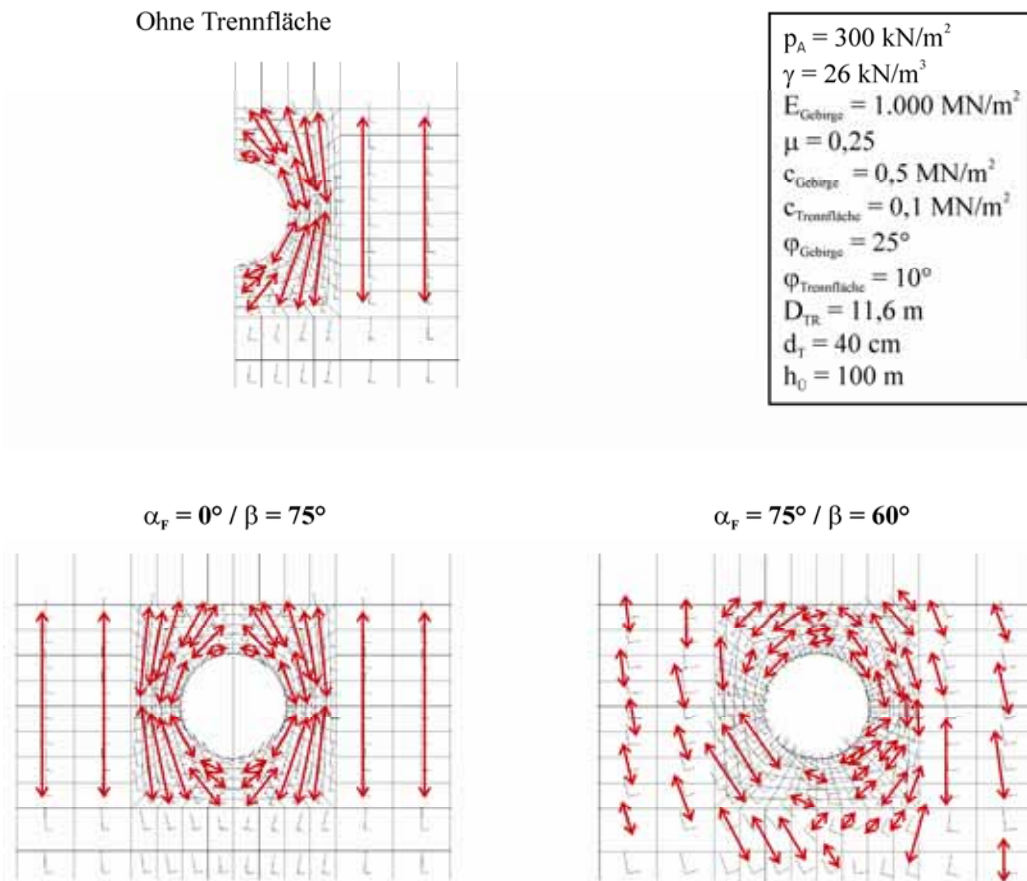 Ohne Trennfläche
p_A = 300 kN/m²
γ = 26 kN/m³
E_Gebirge = 1.000 MN/m²
μ = 0,25
c_Gebirge = 0,5 MN/m²
c_Trennfläche = 0,1 MN/m²
φ_Gebirge = 25°
φ_Trennfläche = 10°
D_TR = 11,6 m
d_T = 40 cm
h_Ü = 100 m
α_F = 0° / β = 75°
α_F = 75° / β = 60°